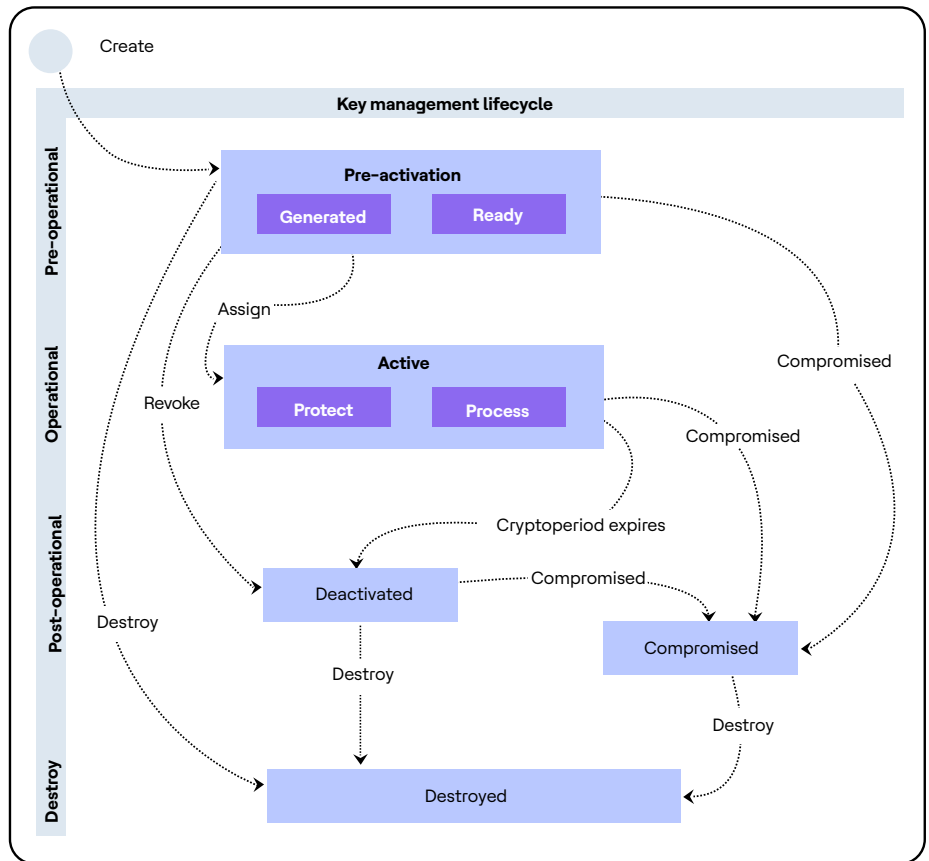 Create
Key management lifecycle
Pre-operational
Pre-activation
Generated
Ready
Assign
Operational
Active
Protect
Process
Revoke
Compromised
Compromised
Post-operational
Cryptoperiod expires
Deactivated
Compromised
Compromised
Destroy
Destroy
Destroy
Destroy
Destroyed